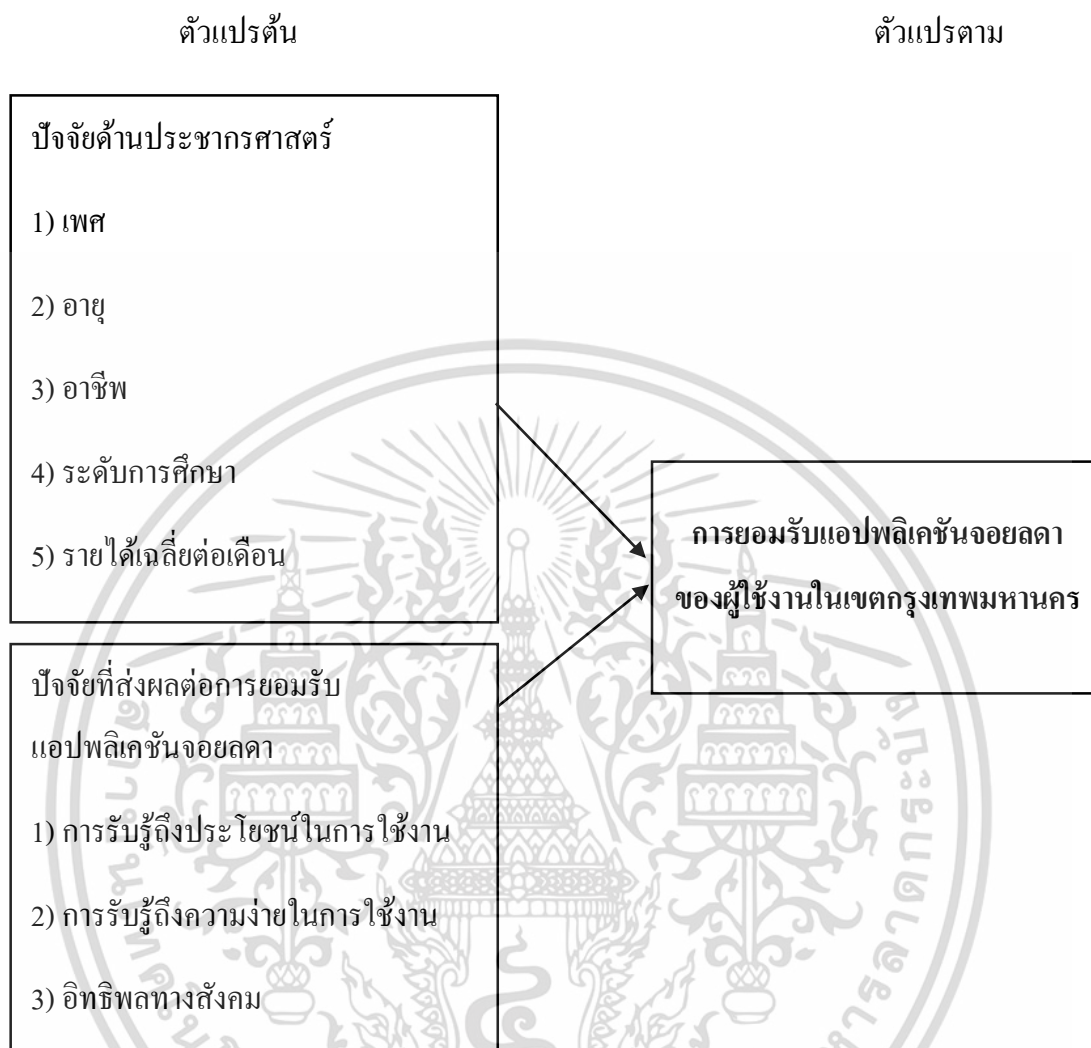 ตัวแปรต้น
ตัวแปรตาม
ปัจจัยด้านประชากรศาสตร์
1) เพศ
2) อายุ
3) อาชีพ
4) ระดับการศึกษา
5) รายได้เฉลี่ยต่อเดือน
ปัจจัยที่ส่งผลต่อการยอมรับ
แอปพลิเคชันจอยลดา
1) การรับรู้ถึงประโยชน์ในการใช้งาน
2) การรับรู้ถึงความง่ายในการใช้งาน
3) อิทธิพลทางสังคม
การยอมรับแอปพลิเคชันจอยลดา
ของผู้ใช้งานในเขตกรุงเทพมหานคร